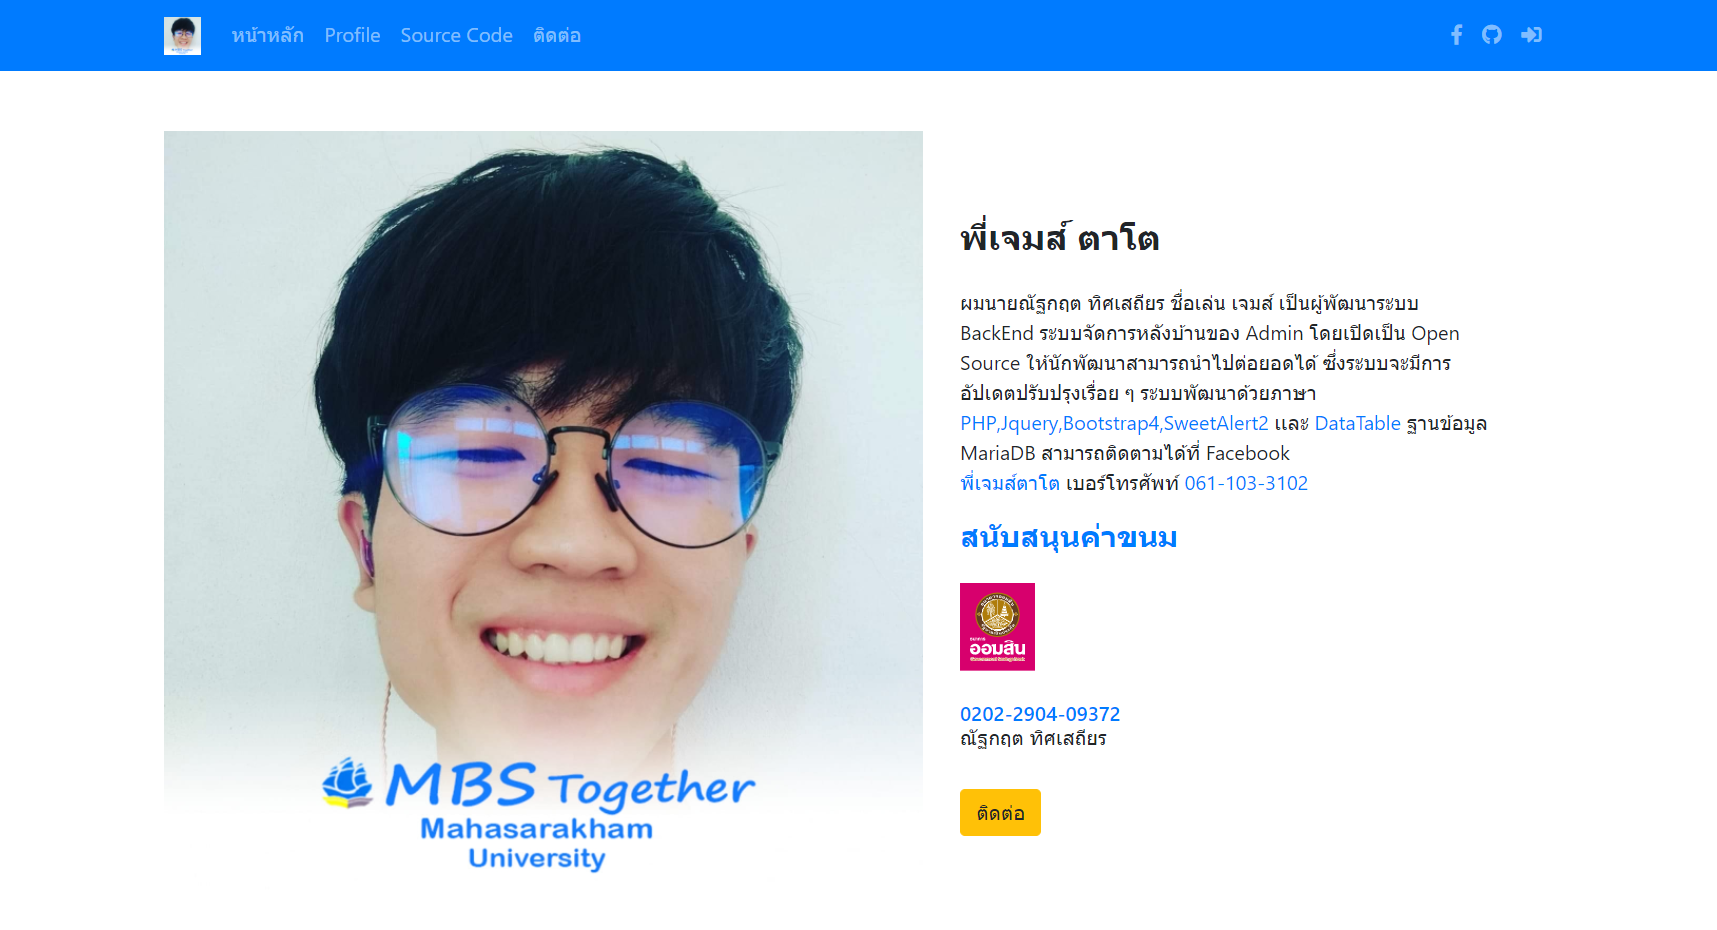 หน้าหลัก Profile Source Code ติดต่อ
MBS Together
Mahasarakham
University
พี่เจมส์ ตาโต
ผมนายณัฐกฤต ทิศเสถียร ชื่อเล่น เจมส์ เป็นผู้พัฒนาระบบ
BackEnd ระบบจัดการหลังบ้านของ Admin โดยเปิดเป็น Open
Source ให้นักพัฒนาสามารถนำไปต่อยอดได้ ซึ่งระบบจะมีการ
อัปเดตปรับปรุงเรื่อย ๆ ระบบพัฒนาด้วยภาษา
PHP,Jquery,Bootstrap4,SweetAlert2 และ DataTable ฐานข้อมูล
MariaDB สามารถติดตามได้ที่ Facebook
พี่เจมส์ตาโต เบอร์โทรศัพท์ 061-103-3102
สนับสนุนค่าขนม
ธนาคาร
ออมสิน
0202-2904-09372
ณัฐกฤต ทิศเสถียร
ติดต่อ